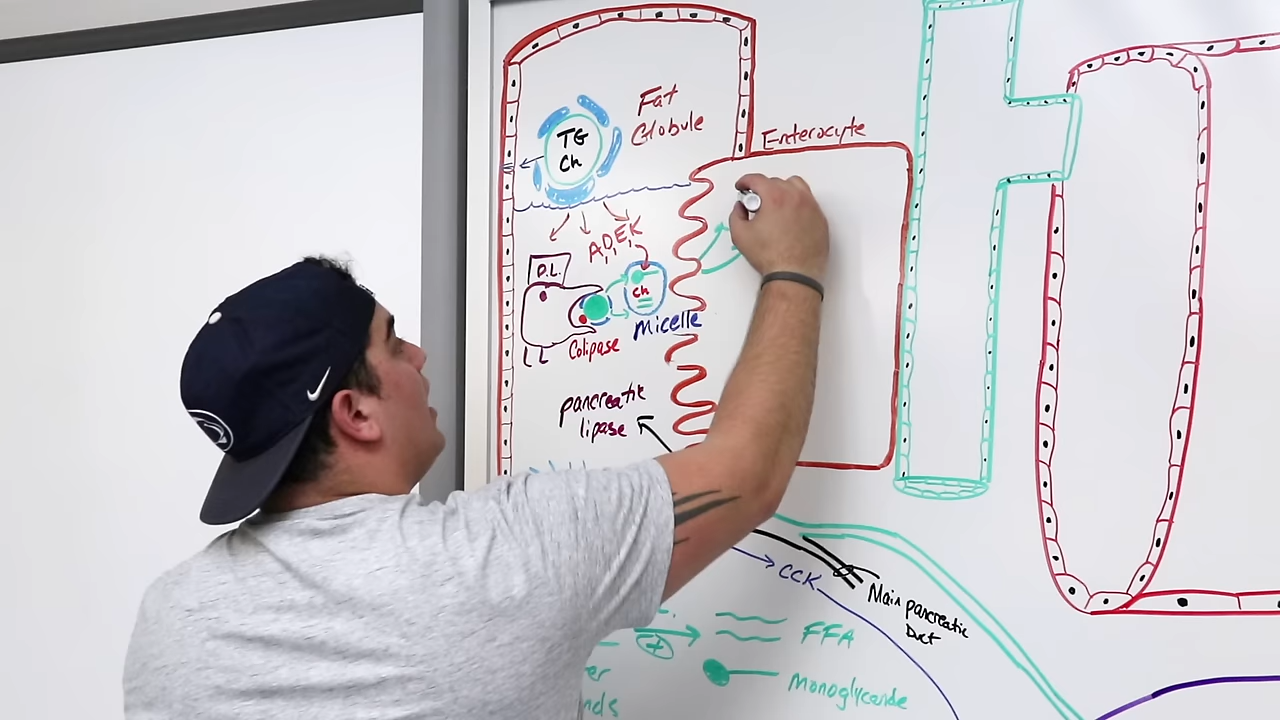 Fat
Globule
TG
Ch
Enterocyte
A,D,E,K
D.L.
Ch
Micelle
Colipase
pancreatic
lipase
CCK
Main pancreatic
Duct
FFA
+
monoglyceride